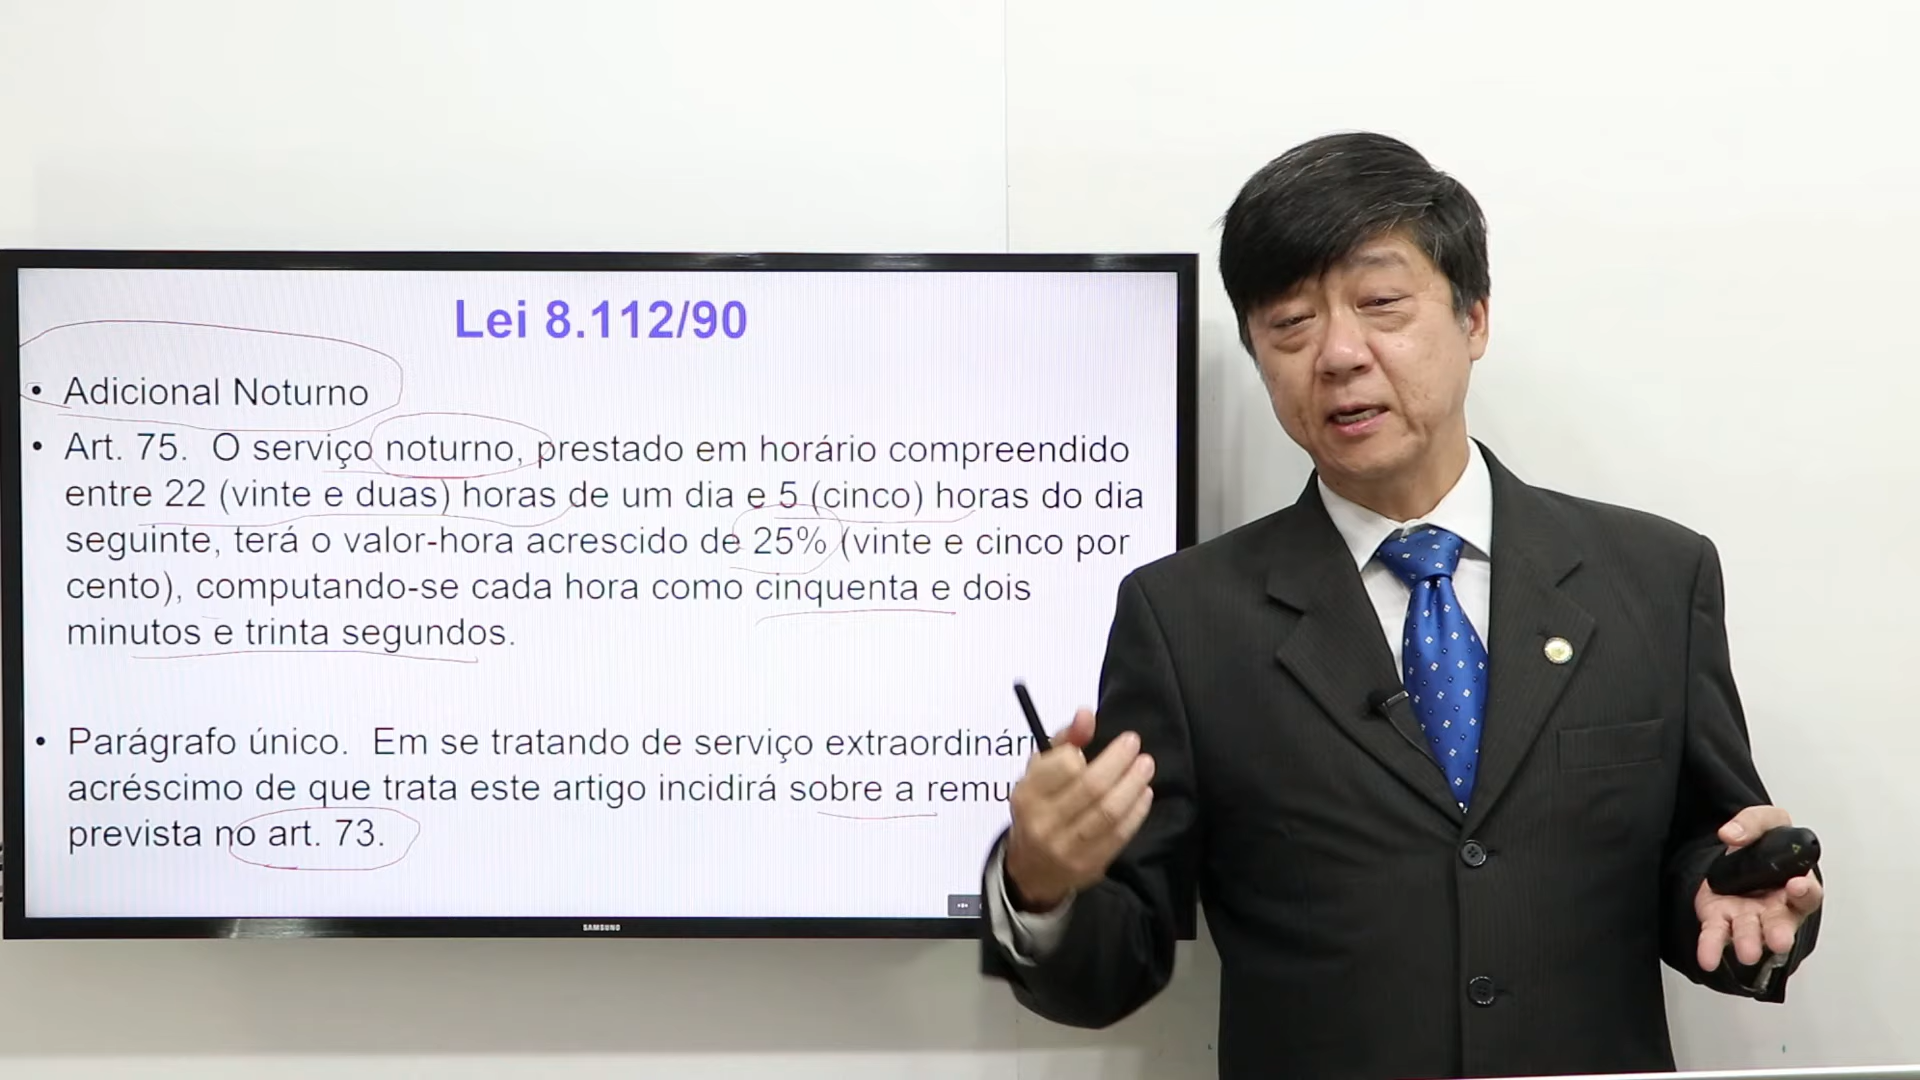 Lei 8.112/90
• Adicional Noturno
• Art. 75. O serviço noturno, prestado em horário compreendido
entre 22 (vinte e duas) horas de um dia e 5 (cinco) horas do dia
seguinte, terá o valor-hora acrescido de 25% (vinte e cinco por
cento), computando-se cada hora como cinquenta e dois
minutos e trinta segundos.
• Parágrafo único. Em se tratando de serviço
acréscimo de que trata este artigo incidirá sobre a
prevista no art. 73.
SAMSUNG